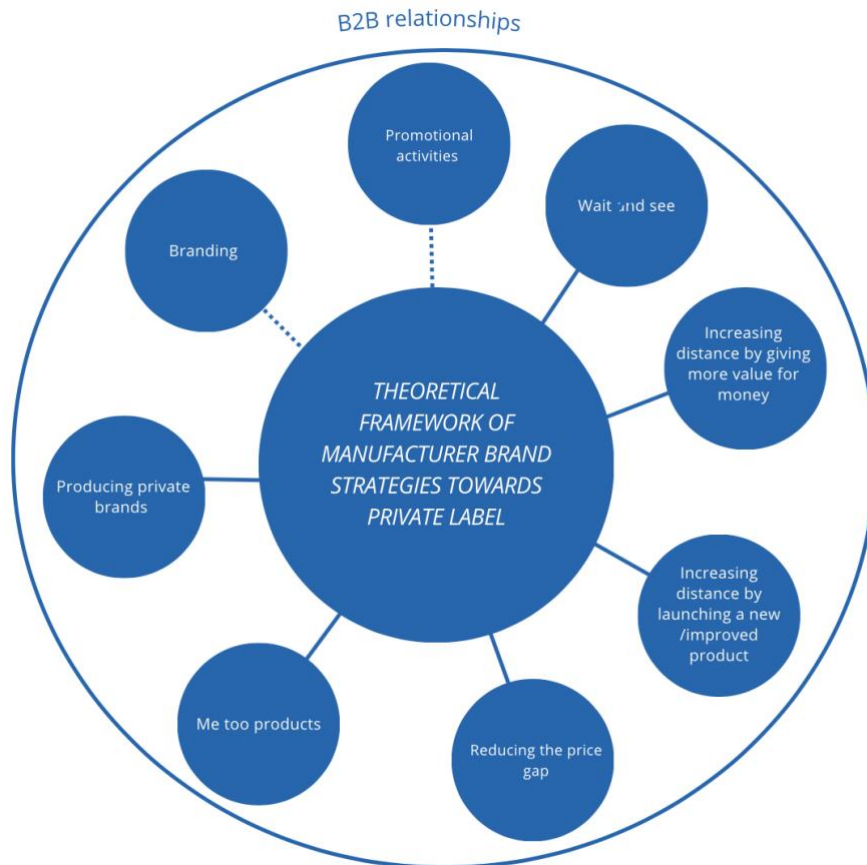 B2B relationships
Promotional
activities
Wait and see
Branding
Increasing
distance by giving
more value for
money
THEORETICAL
FRAMEWORK OF
MANUFACTURER BRAND
STRATEGIES TOWARDS
PRIVATE LABEL
Producing private
brands
Increasing
distance by
launching a new
/improved
product
Me too products
Reducing the price
gap